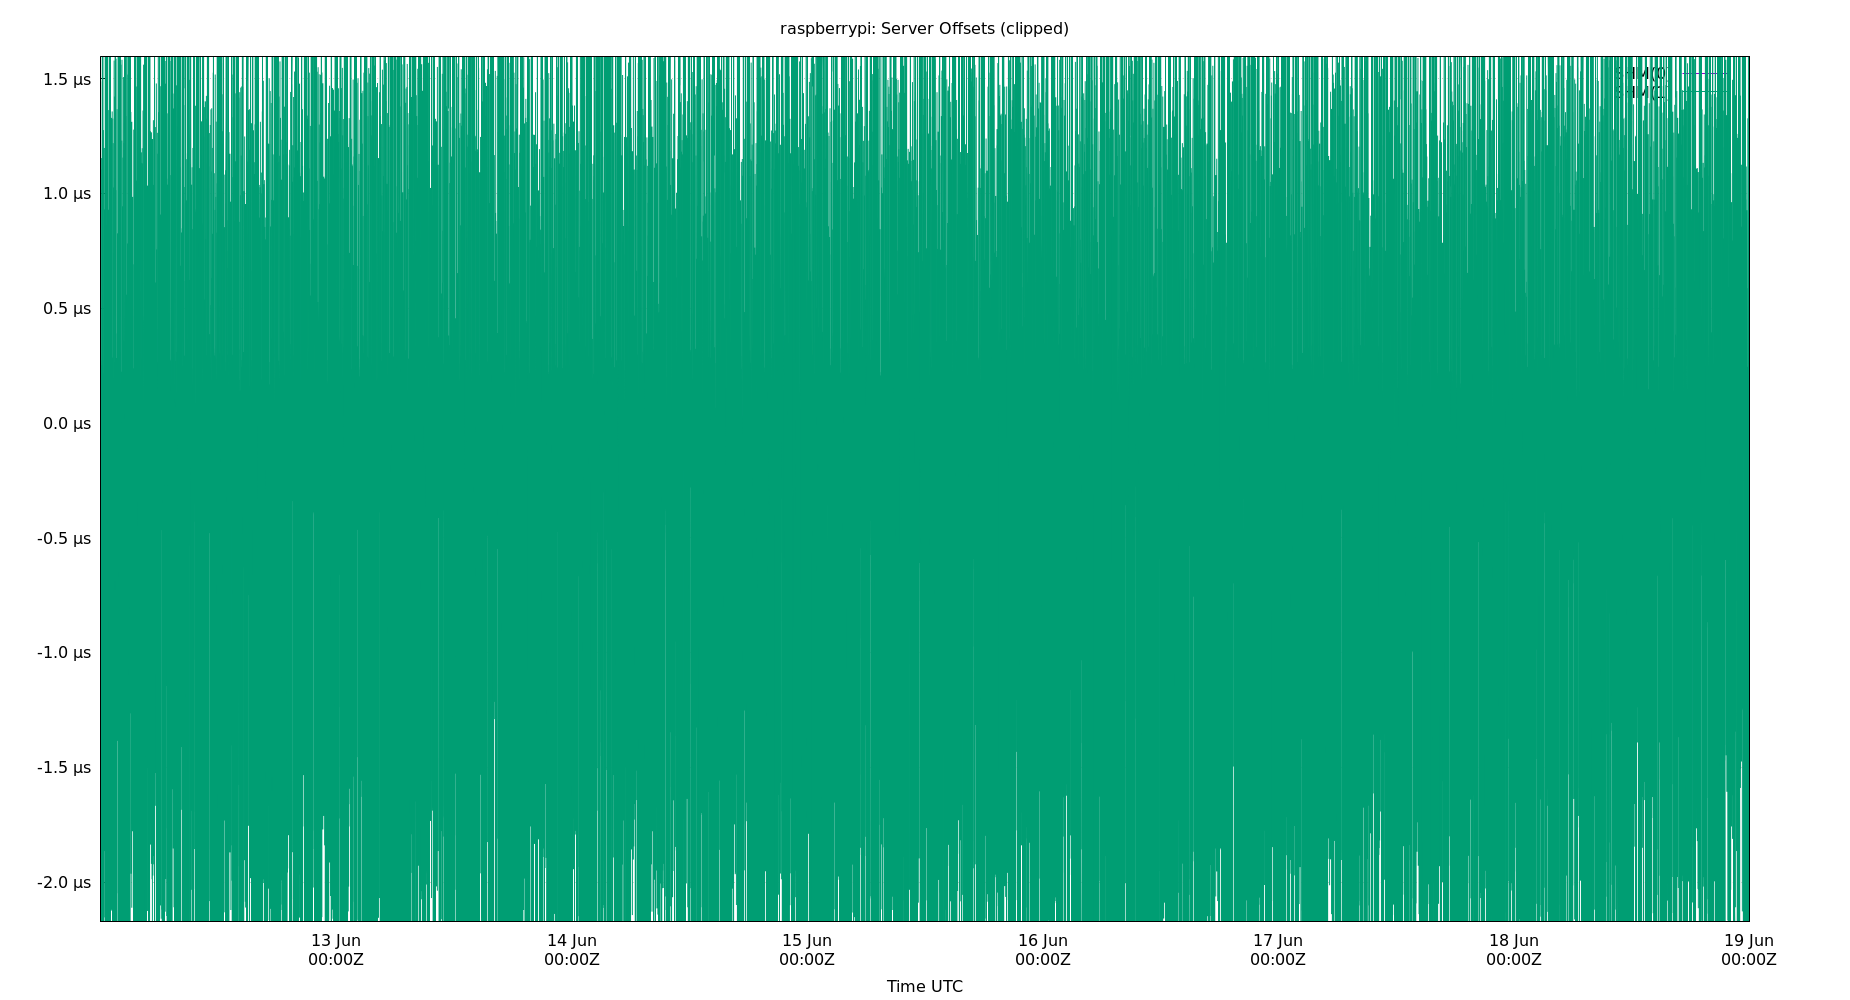 raspberrypi: Server Offsets (clipped)
1.5 µs
1.0 µs
0.5 µs
0.0 µs
-0.5 µs
-1.0 µs
-1.5 µs
-2.0 µs
13 Jun
00:00Z
14 Jun
00:00Z
15 Jun
00:00Z
16 Jun
00:00Z
17 Jun
00:00Z
18 Jun
00:00Z
19 Jun
00:00Z
Time UTC